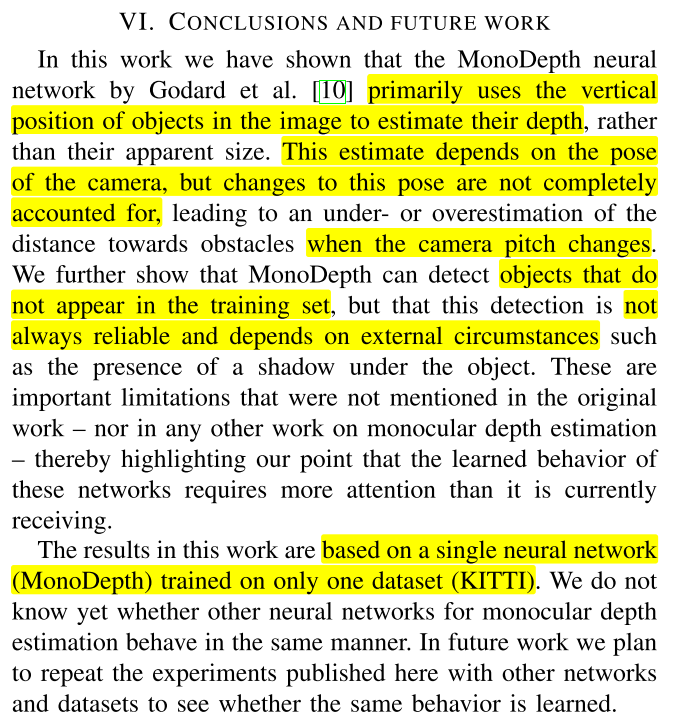 VI. CONCLUSIONS AND FUTURE WORK
In this work we have shown that the MonoDepth neural
network by Godard et al. [10] primarily uses the vertical
position of objects in the image to estimate their depth, rather
than their apparent size. This estimate depends on the pose
of the camera, but changes to this pose are not completely
accounted for, leading to an under- or overestimation of the
distance towards obstacles when the camera pitch changes.
We further show that MonoDepth can detect objects that do
not appear in the training set, but that this detection is not
always reliable and depends on external circumstances such
as the presence of a shadow under the object. These are
important limitations that were not mentioned in the original
work – nor in any other work on monocular depth estimation
– thereby highlighting our point that the learned behavior of
these networks requires more attention than it is currently
receiving.
The results in this work are based on a single neural network
(MonoDepth) trained on only one dataset (KITTI). We do not
know yet whether other neural networks for monocular depth
estimation behave in the same manner. In future work we plan
to repeat the experiments published here with other networks
and datasets to see whether the same behavior is learned.